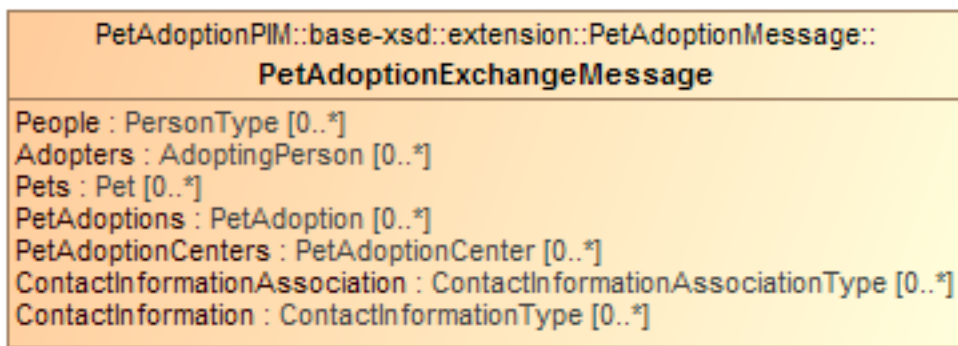 PetAdoptionPIM::base-xsd::extension::PetAdoptionMessage::
PetAdoptionExchangeMessage
People : PersonType [0..*]
Adopters : AdoptingPerson [0..*]
Pets : Pet [0..*]
PetAdoptions : PetAdoption [0..*]
PetAdoptionCenters : PetAdoptionCenter [0..*]
ContactInformationAssociation : ContactInformationAssociationType [0..*]
ContactInformation : ContactInformationType [0..*]